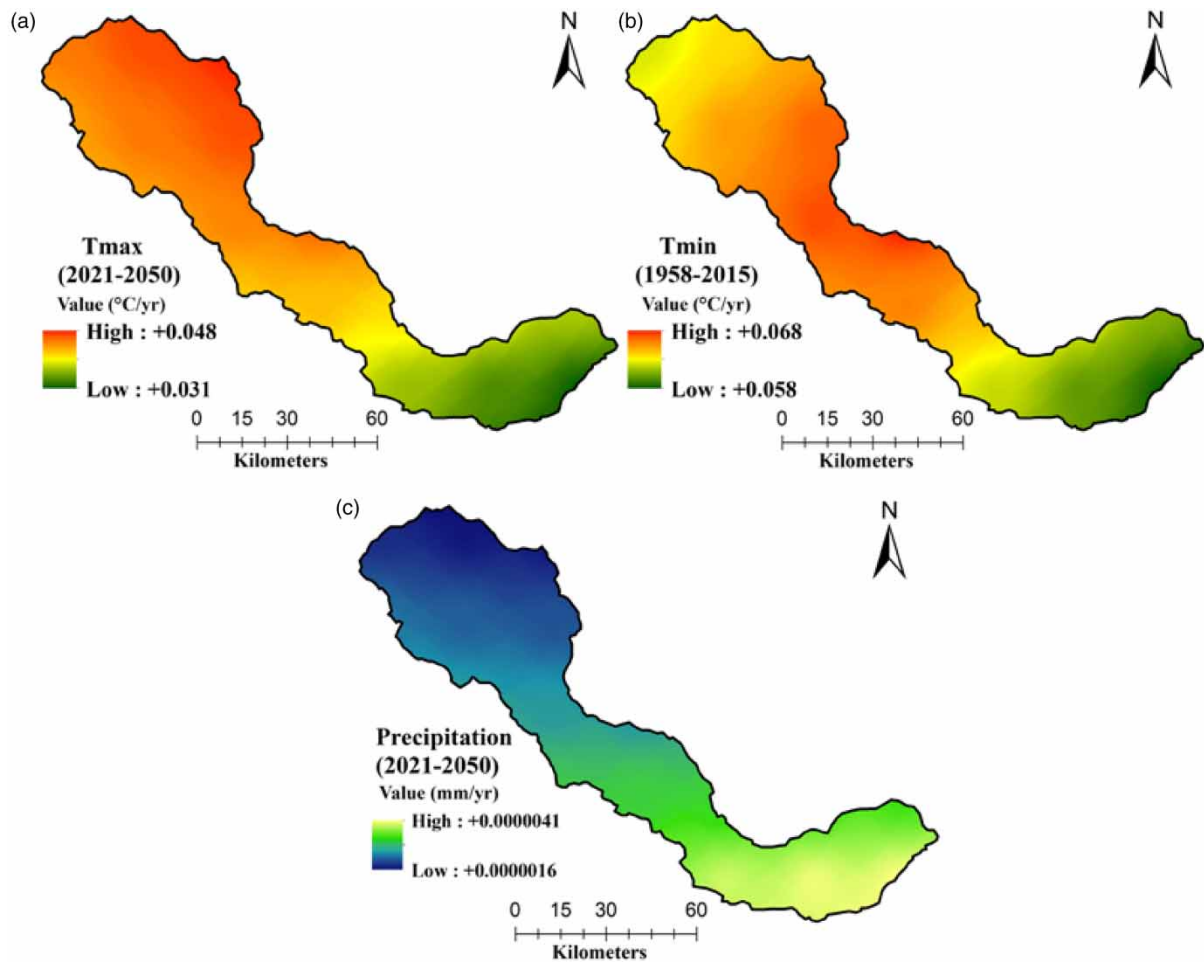 (a)
N
Tmax
(2021-2050)
Value (°C/yr)
High : +0.048
Low : +0.031
0 15 30 60
Kilometers
(b)
N
Tmin
(1958-2015)
Value (°C/yr)
High : +0.068
Low : +0.058
0 15 30 60
Kilometers
(c)
N
Precipitation
(2021-2050)
Value (mm/yr)
High : +0.0000041
Low : +0.0000016
0 15 30 60
Kilometers